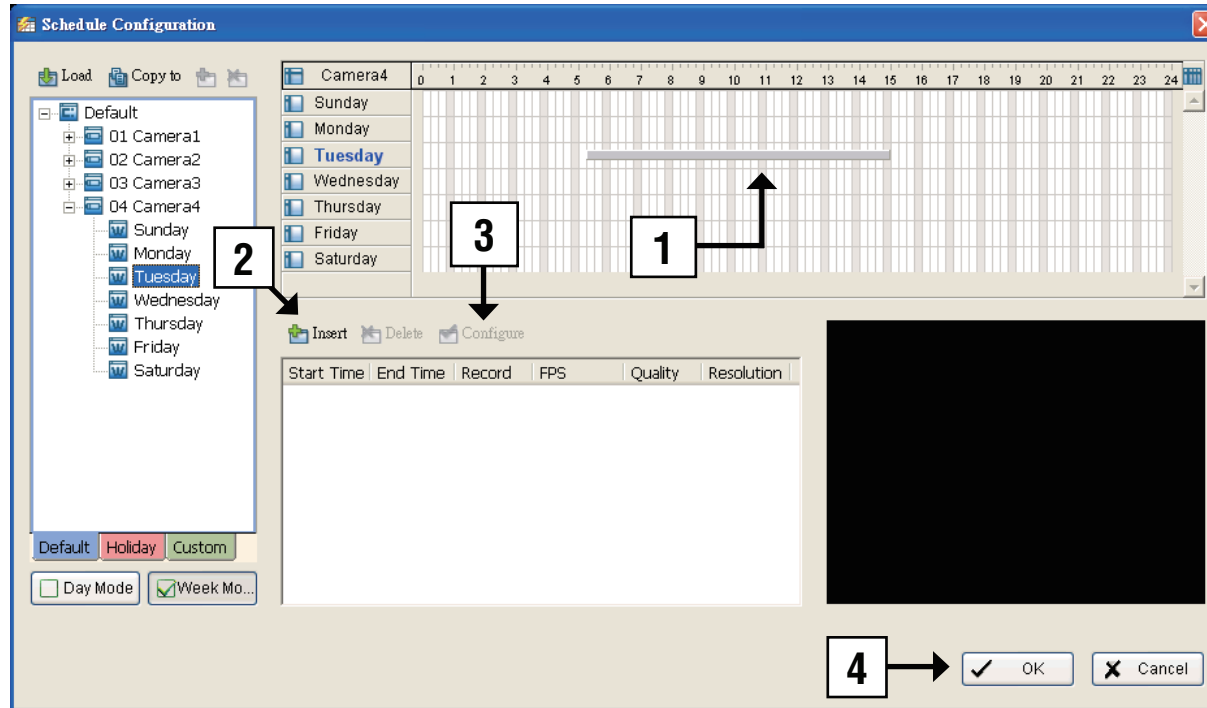 Schedule Configuration
Load Copy to
Default
01 Camera1
02 Camera2
03 Camera3
04 Camera4
Sunday
Monday
Tuesday
Wednesday
Thursday
Friday
Saturday
Default Holiday Custom
Day Mode Week Mo...
Camera4 0 1 2 3 4 5 6 7 8 9 10 11 12 13 14 15 16 17 18 19 20 21 22 23 24
Sunday
Monday
Tuesday
Wednesday
Thursday
Friday
Saturday
1
2
3
Insert Delete Configure
Start Time End Time Record FPS Quality Resolution
4
OK Cancel